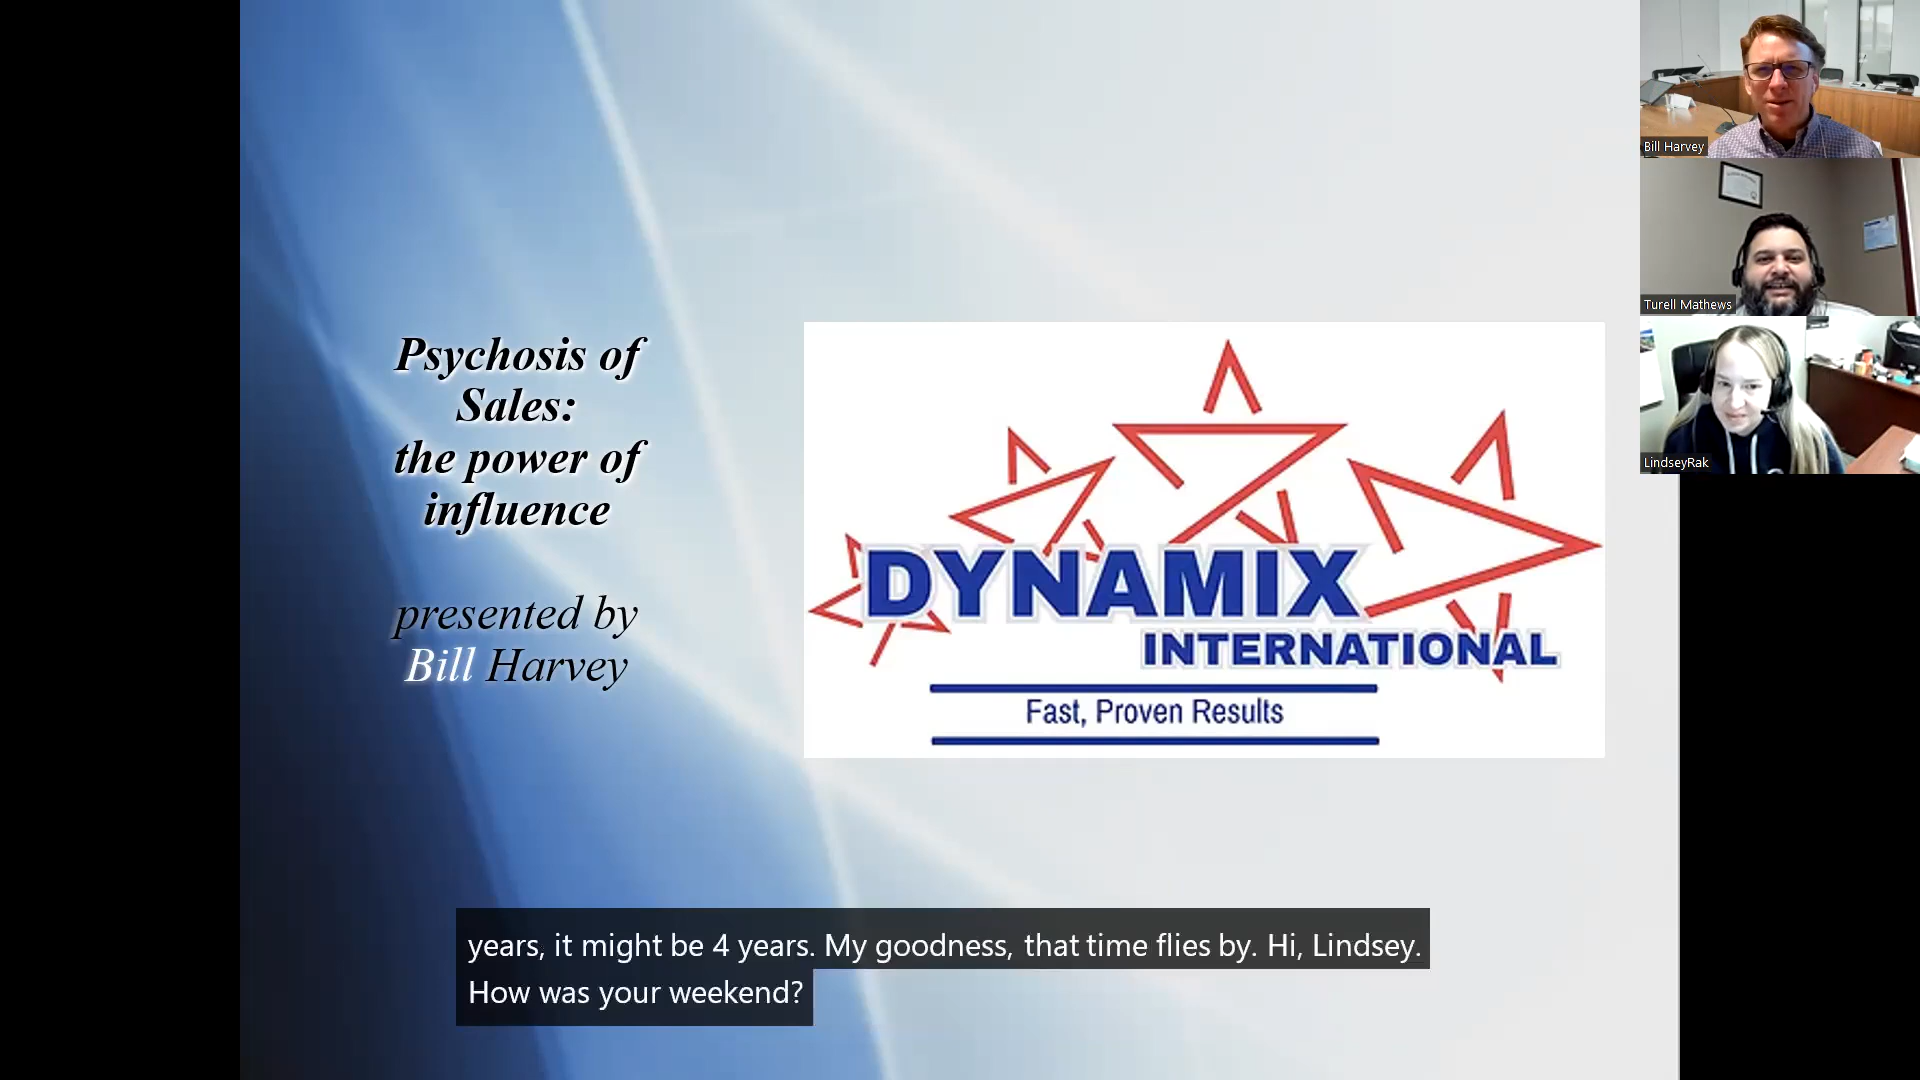 Psychosis of
Sales:
the power of
influence
presented by
Bill Harvey
DYNAMIX
INTERNATIONAL
Fast, Proven Results
Bill Harvey
Turell Mathews
LindseyRak
years, it might be 4 years. My goodness, that time flies by. Hi, Lindsey.
How was your weekend?